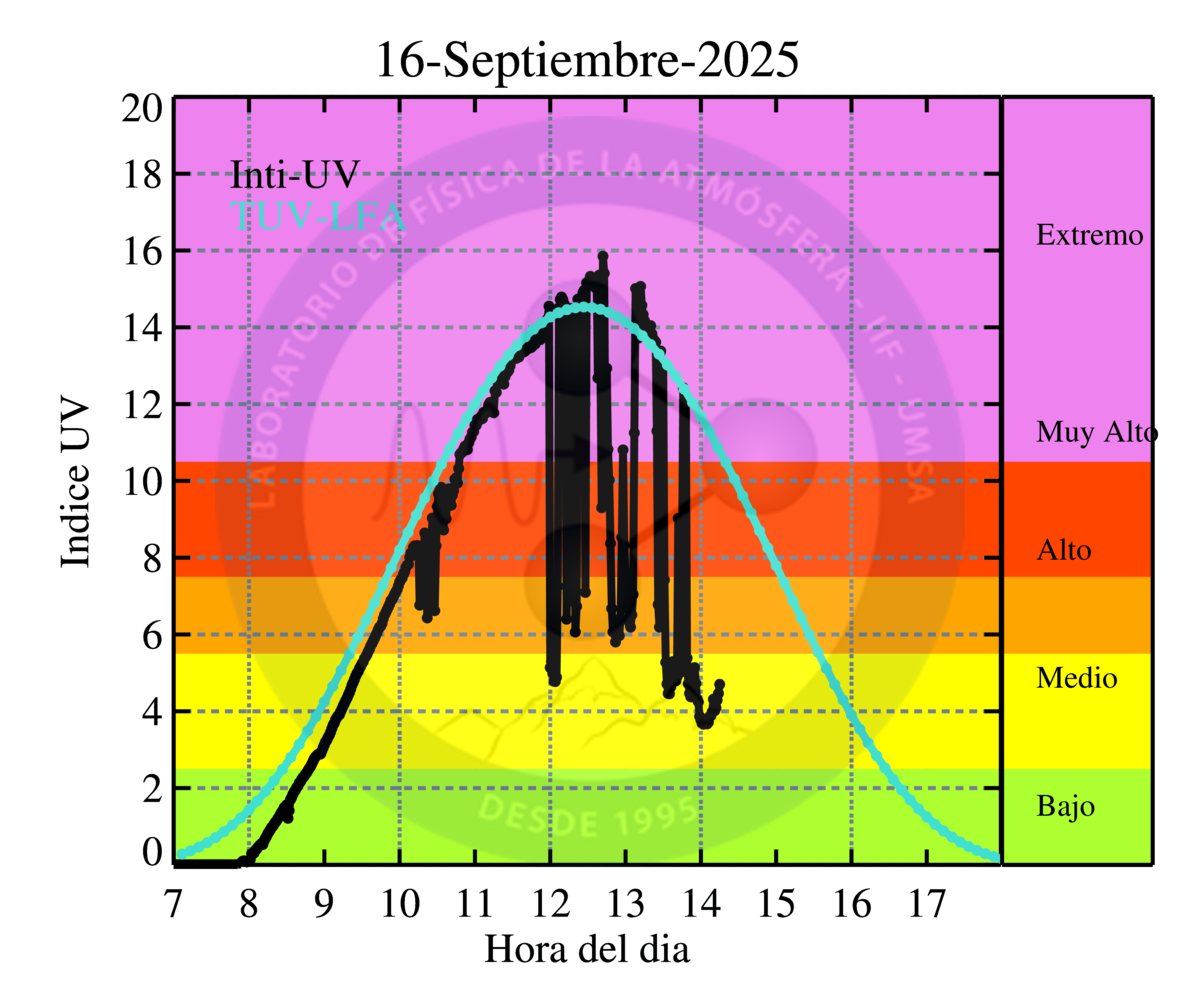 16-Septiembre-2025
20
18
16
14
12
10
8
6
4
2
0
Indice UV
Inti-UV
TUV-LFA
LABORATORIO DE FÍSICA DE LA ATMÓSFERA - IIF - UMSA
DESDE 1995
Extremo
Muy Alto
Alto
Medio
Bajo
7 8 9 10 11 12 13 14 15 16 17
Hora del dia